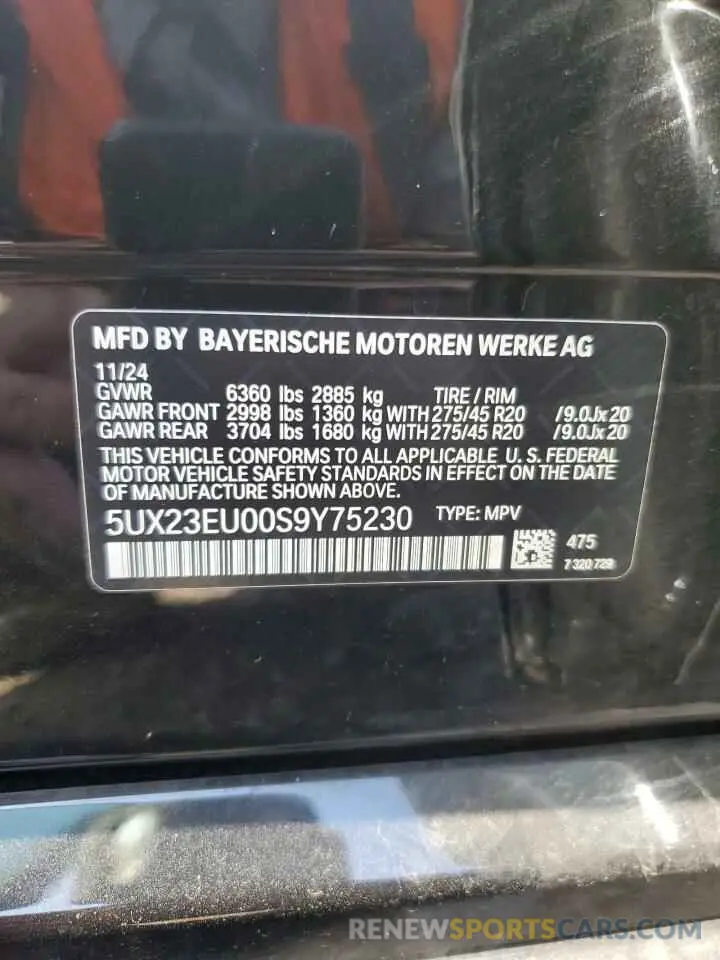 MFD BY BAYERISCHE MOTOREN WERKE AG
11/24
GVWR 6360 lbs 2885 kg TIRE / RIM
GAWR FRONT 2998 lbs 1360 kg WITH 275/45 R20 /9.0Jx20
GAWR REAR 3704 lbs 1680 kg WITH 275/45 R20 /9.0Jx20
THIS VEHICLE CONFORMS TO ALL APPLICABLE U. S. FEDERAL
MOTOR VEHICLE SAFETY STANDARDS IN EFFECT ON THE DATE
OF MANUFACTURE SHOWN ABOVE.
5UX23EU00S9Y75230 TYPE: MPV
475
7 320 729
RENEWSPORTSCARS.COM